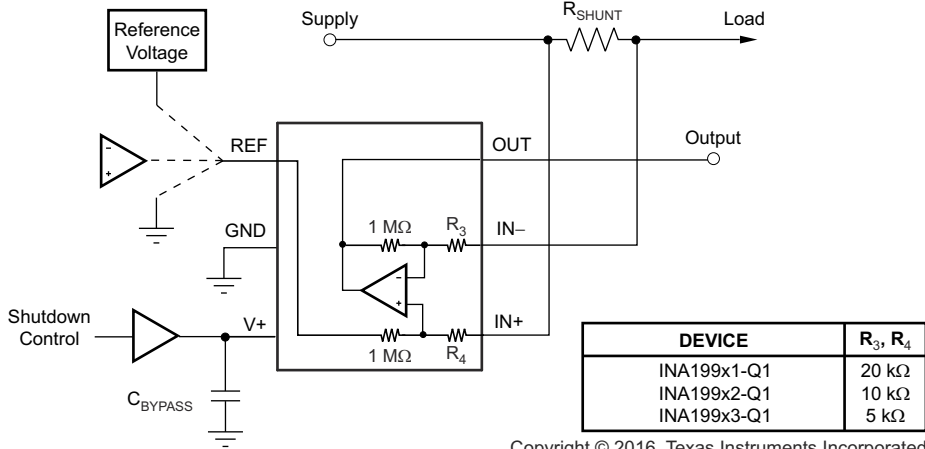 Supply
R_SHUNT
Load
Reference
Voltage
REF
OUT
Output
GND
1 MΩ
R3
IN–
-
+
-
+
Shutdown
Control
V+
1 MΩ
R4
IN+
C_BYPASS
DEVICE R3, R4
INA199x1-Q1 20 kΩ
INA199x2-Q1 10 kΩ
INA199x3-Q1 5 kΩ
Copyright © 2016, Texas Instruments Incorporated